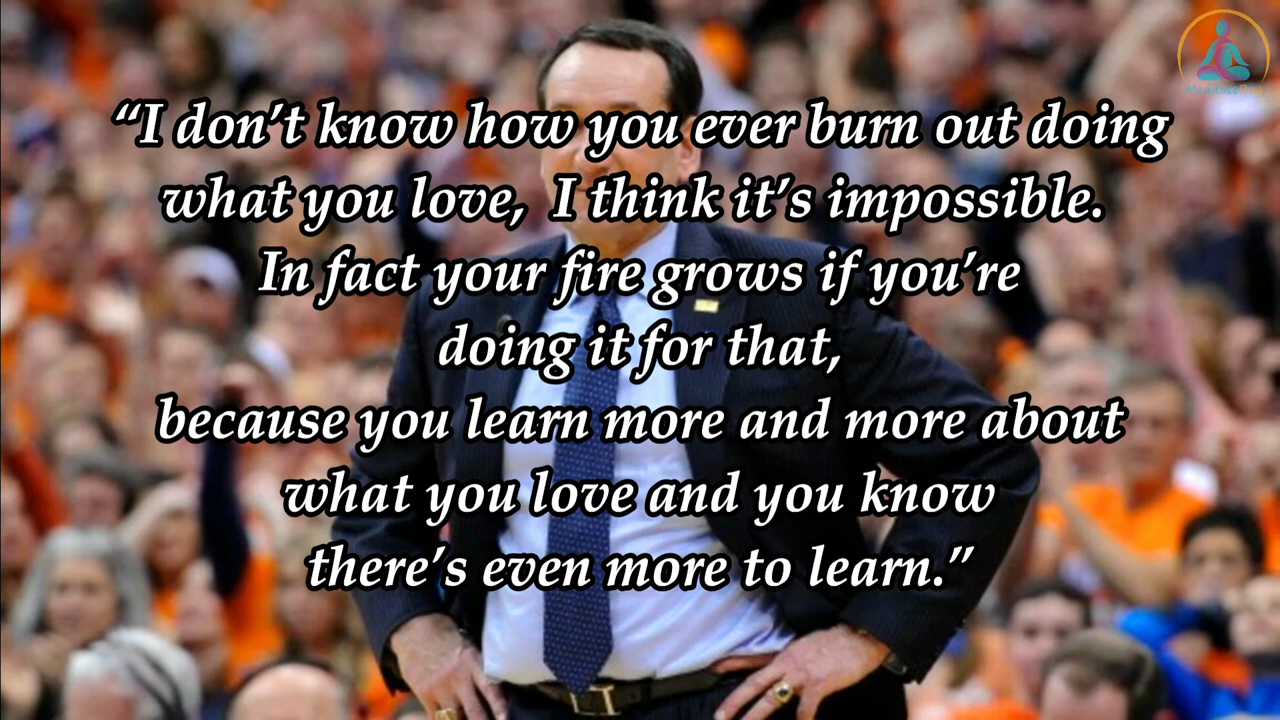 “I don’t know how you ever burn out doing
what you love,  I think it’s impossible.
In fact your fire grows if you’re
doing it for that,
because you learn more and more about
what you love and you know
there’s even more to learn.”